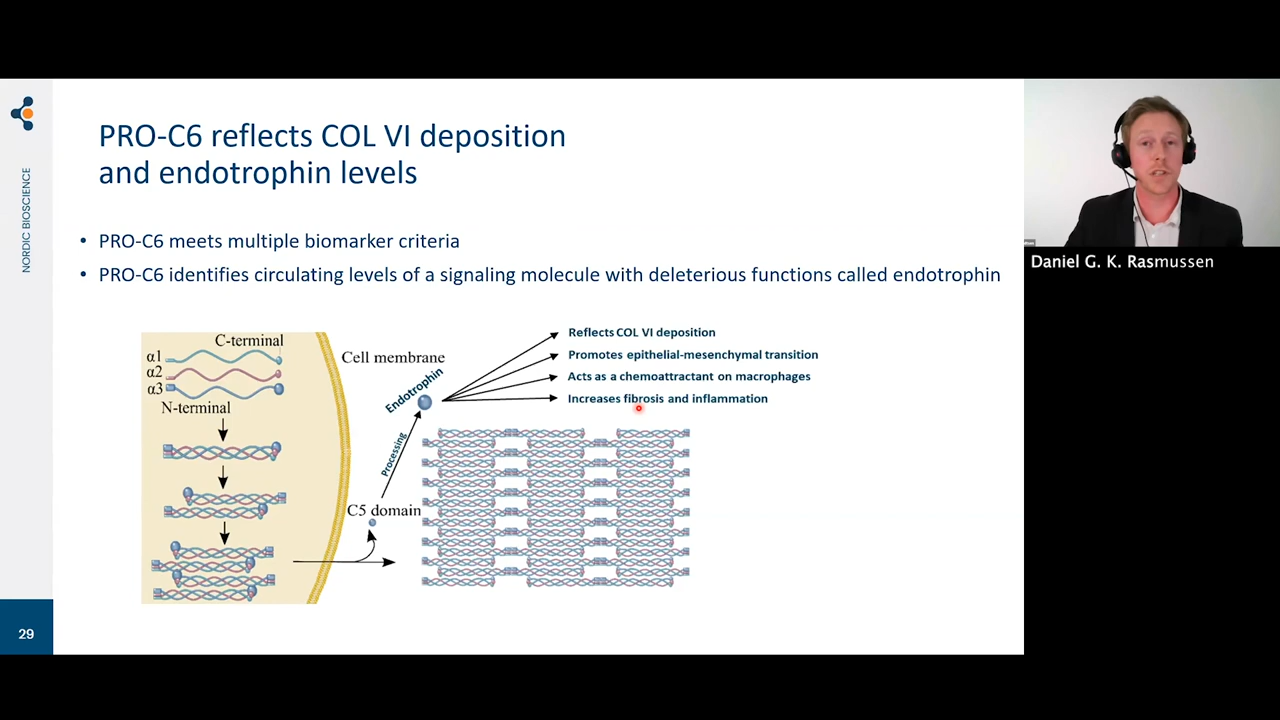 PRO-C6 reflects COL VI deposition
and endotrophin levels
• PRO-C6 meets multiple biomarker criteria
• PRO-C6 identifies circulating levels of a signaling molecule with deleterious functions called endotrophin
NORDIC BIOSCIENCE
C-terminal
α1
α2
α3
N-terminal
Cell membrane
Endotrophin
Processing
C5 domain
Reflects COL VI deposition
Promotes epithelial-mesenchymal transition
Acts as a chemoattractant on macrophages
Increases fibrosis and inflammation
29
Daniel G. K. Rasmussen